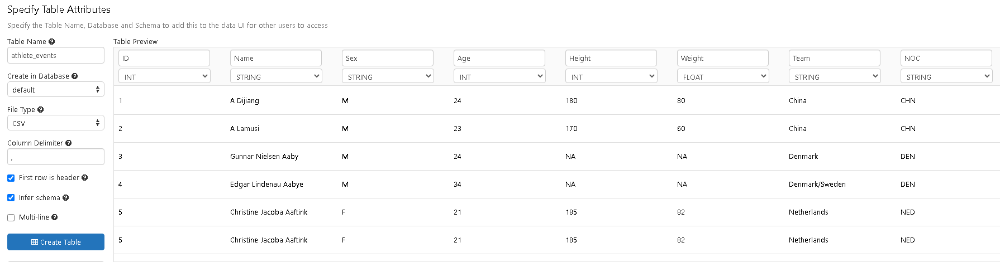 Specify Table Attributes
Specify the Table Name, Database and Schema to add this to the data UI for other users to access
Table Name
athlete_events
Create in Database
default
File Type
CSV
Column Delimiter
,
First row is header
Infer schema
Multi-line
Create Table
Table Preview
ID Name Sex Age Height Weight Team NOC
INT STRING STRING INT INT FLOAT STRING STRING
1 A Dijiang M 24 180 80 China CHN
2 A Lamusi M 23 170 60 China CHN
3 Gunnar Nielsen Aaby M 24 NA NA Denmark DEN
4 Edgar Lindenau Aabye M 34 NA NA Denmark/Sweden DEN
5 Christine Jacoba Aaftink F 21 185 82 Netherlands NED
5 Christine Jacoba Aaftink F 21 185 82 Netherlands NED